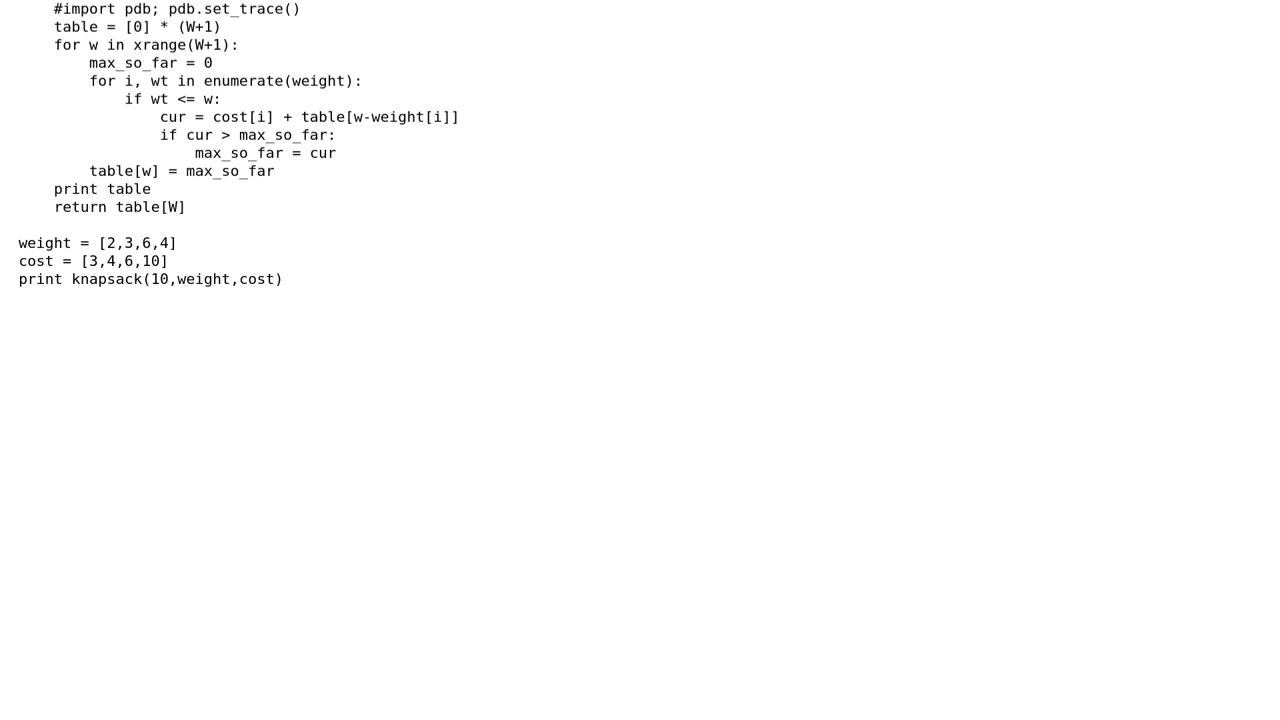 #import pdb; pdb.set_trace()
    table = [0] * (W+1)
    for w in xrange(W+1):
        max_so_far = 0
        for i, wt in enumerate(weight):
            if wt <= w:
                cur = cost[i] + table[w-weight[i]]
                if cur > max_so_far:
                    max_so_far = cur
        table[w] = max_so_far
    print table
    return table[W]

weight = [2,3,6,4]
cost = [3,4,6,10]
print knapsack(10,weight,cost)